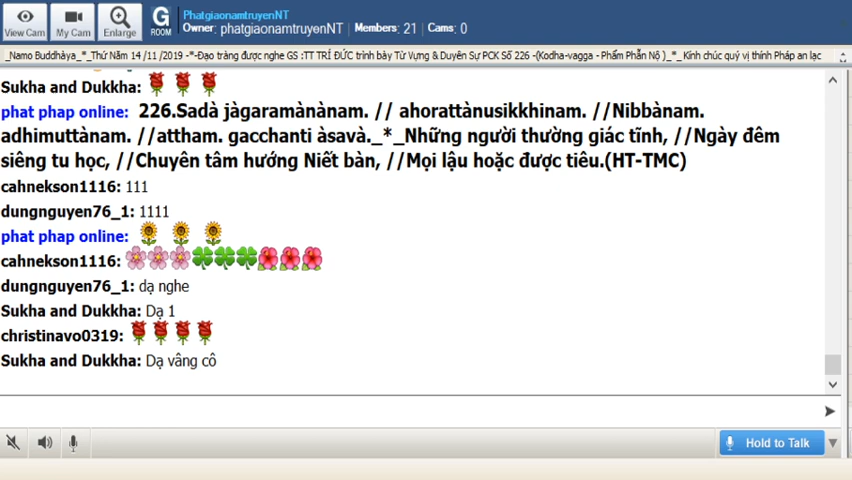 View Cam
My Cam
Enlarge
G
ROOM
PhatgiaonamtruyenNT
Owner: phatgiaonamtruyenNT
Members: 21
Cams: 0
_Namo Buddhàya_*_Thứ Năm 14 /11 /2019 -*-Đạo tràng được nghe GS :TT TRÍ ĐỨC trình bày Từ Vựng & Duyên Sự PCK Số 226 -(Kodha-vagga - Phẩm Phẫn Nộ )_*_ Kính chúc quý vị thính Pháp an lạc
Sukha and Dukkha:
phat phap online: 226.Sadà jàgaramànànam. // ahorattànusikkhinam. //Nibbànam.
adhimuttànam. //attham. gacchanti àsavà._*_Những người thường giác tĩnh, //Ngày đêm
siêng tu học, //Chuyên tâm hướng Niết bàn, //Mọi lậu hoặc được tiêu.(HT-TMC)
cahnekson1116: 111
dungnguyen76_1: 1111
phat phap online:
cahnekson1116:
dungnguyen76_1: dạ nghe
Sukha and Dukkha: Dạ 1
christinavo0319:
Sukha and Dukkha: Dạ vâng cô
Hold to Talk